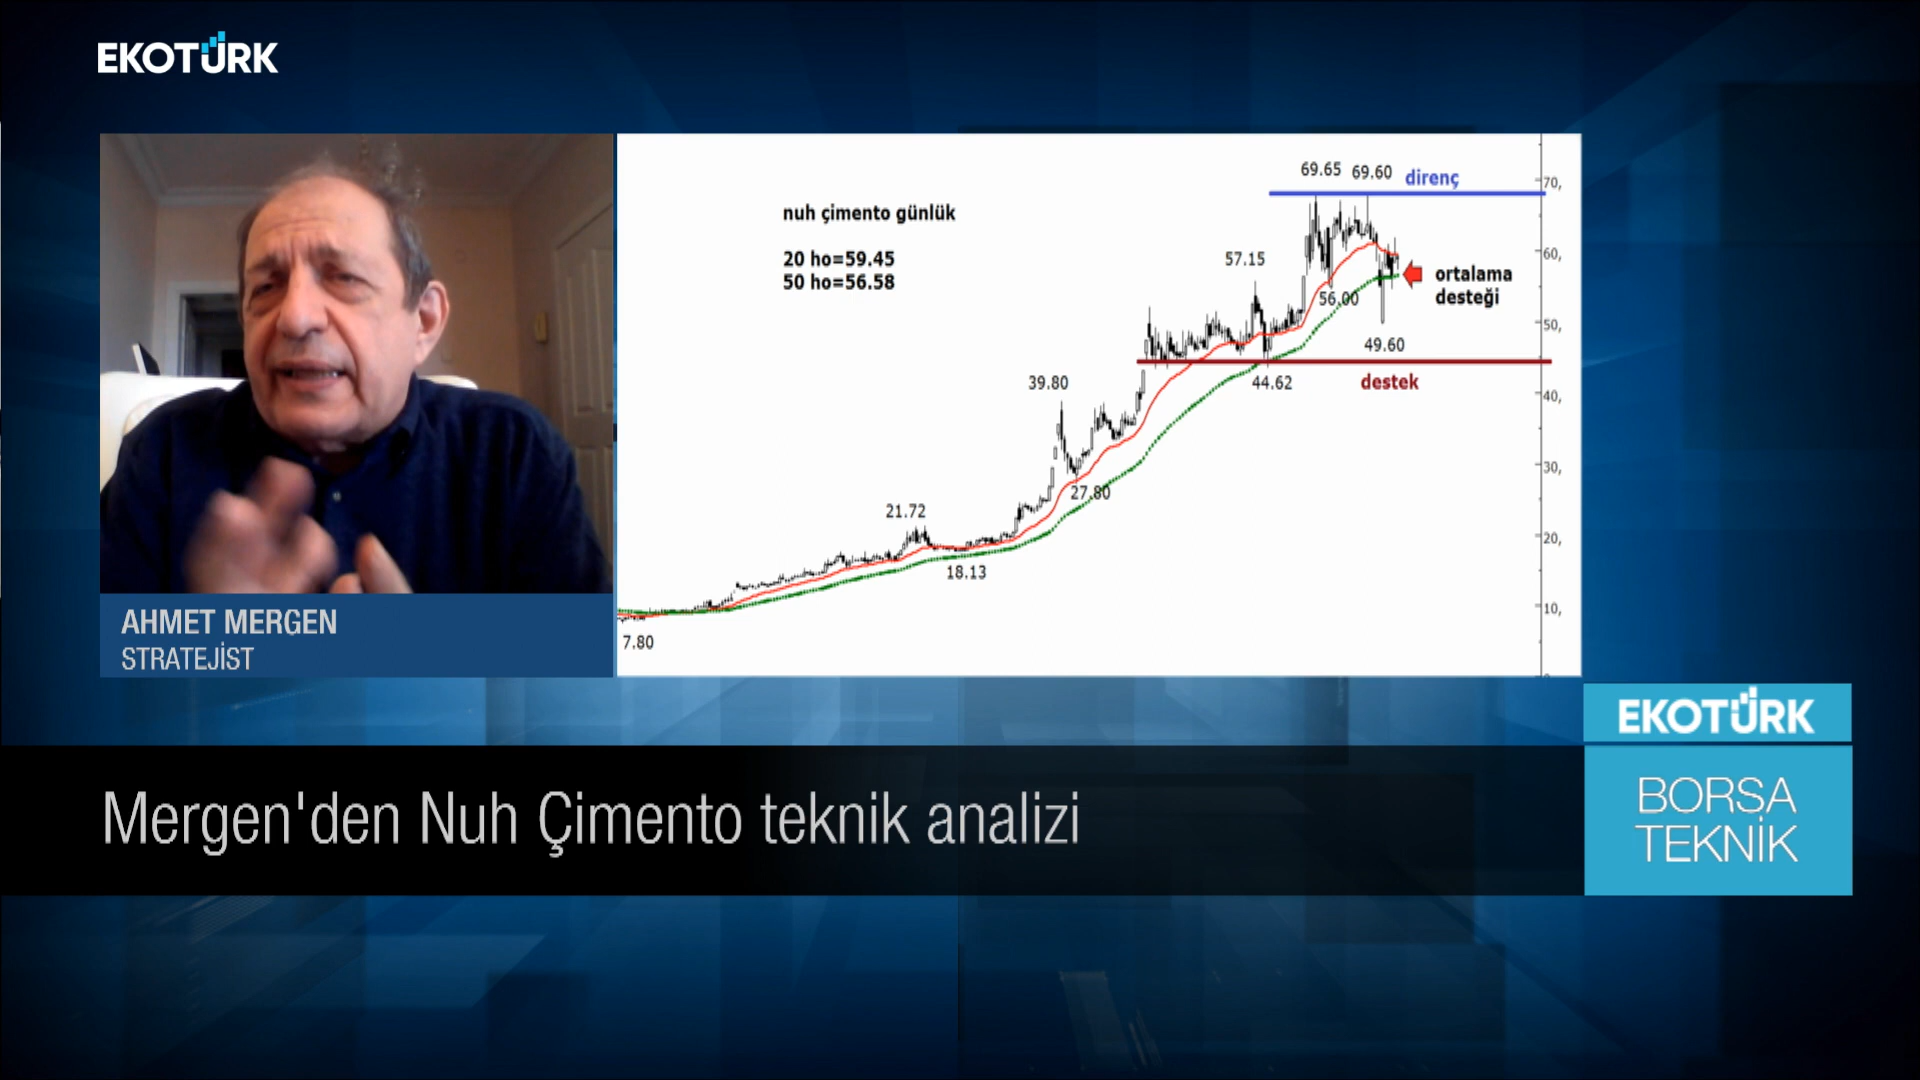 EKOTÜRK
nuh çimento günlük
20 ho=59.45
50 ho=56.58
69.65 69.60 direnç
57.15
56.00
ortalama
desteği
49.60
39.80
44.62
destek
27.80
21.72
18.13
7.80
70,
60,
50,
40,
30,
20,
10,
AHMET MERGEN
STRATEJİST
EKOTÜRK
BORSA
TEKNİK
Mergen'den Nuh Çimento teknik analizi